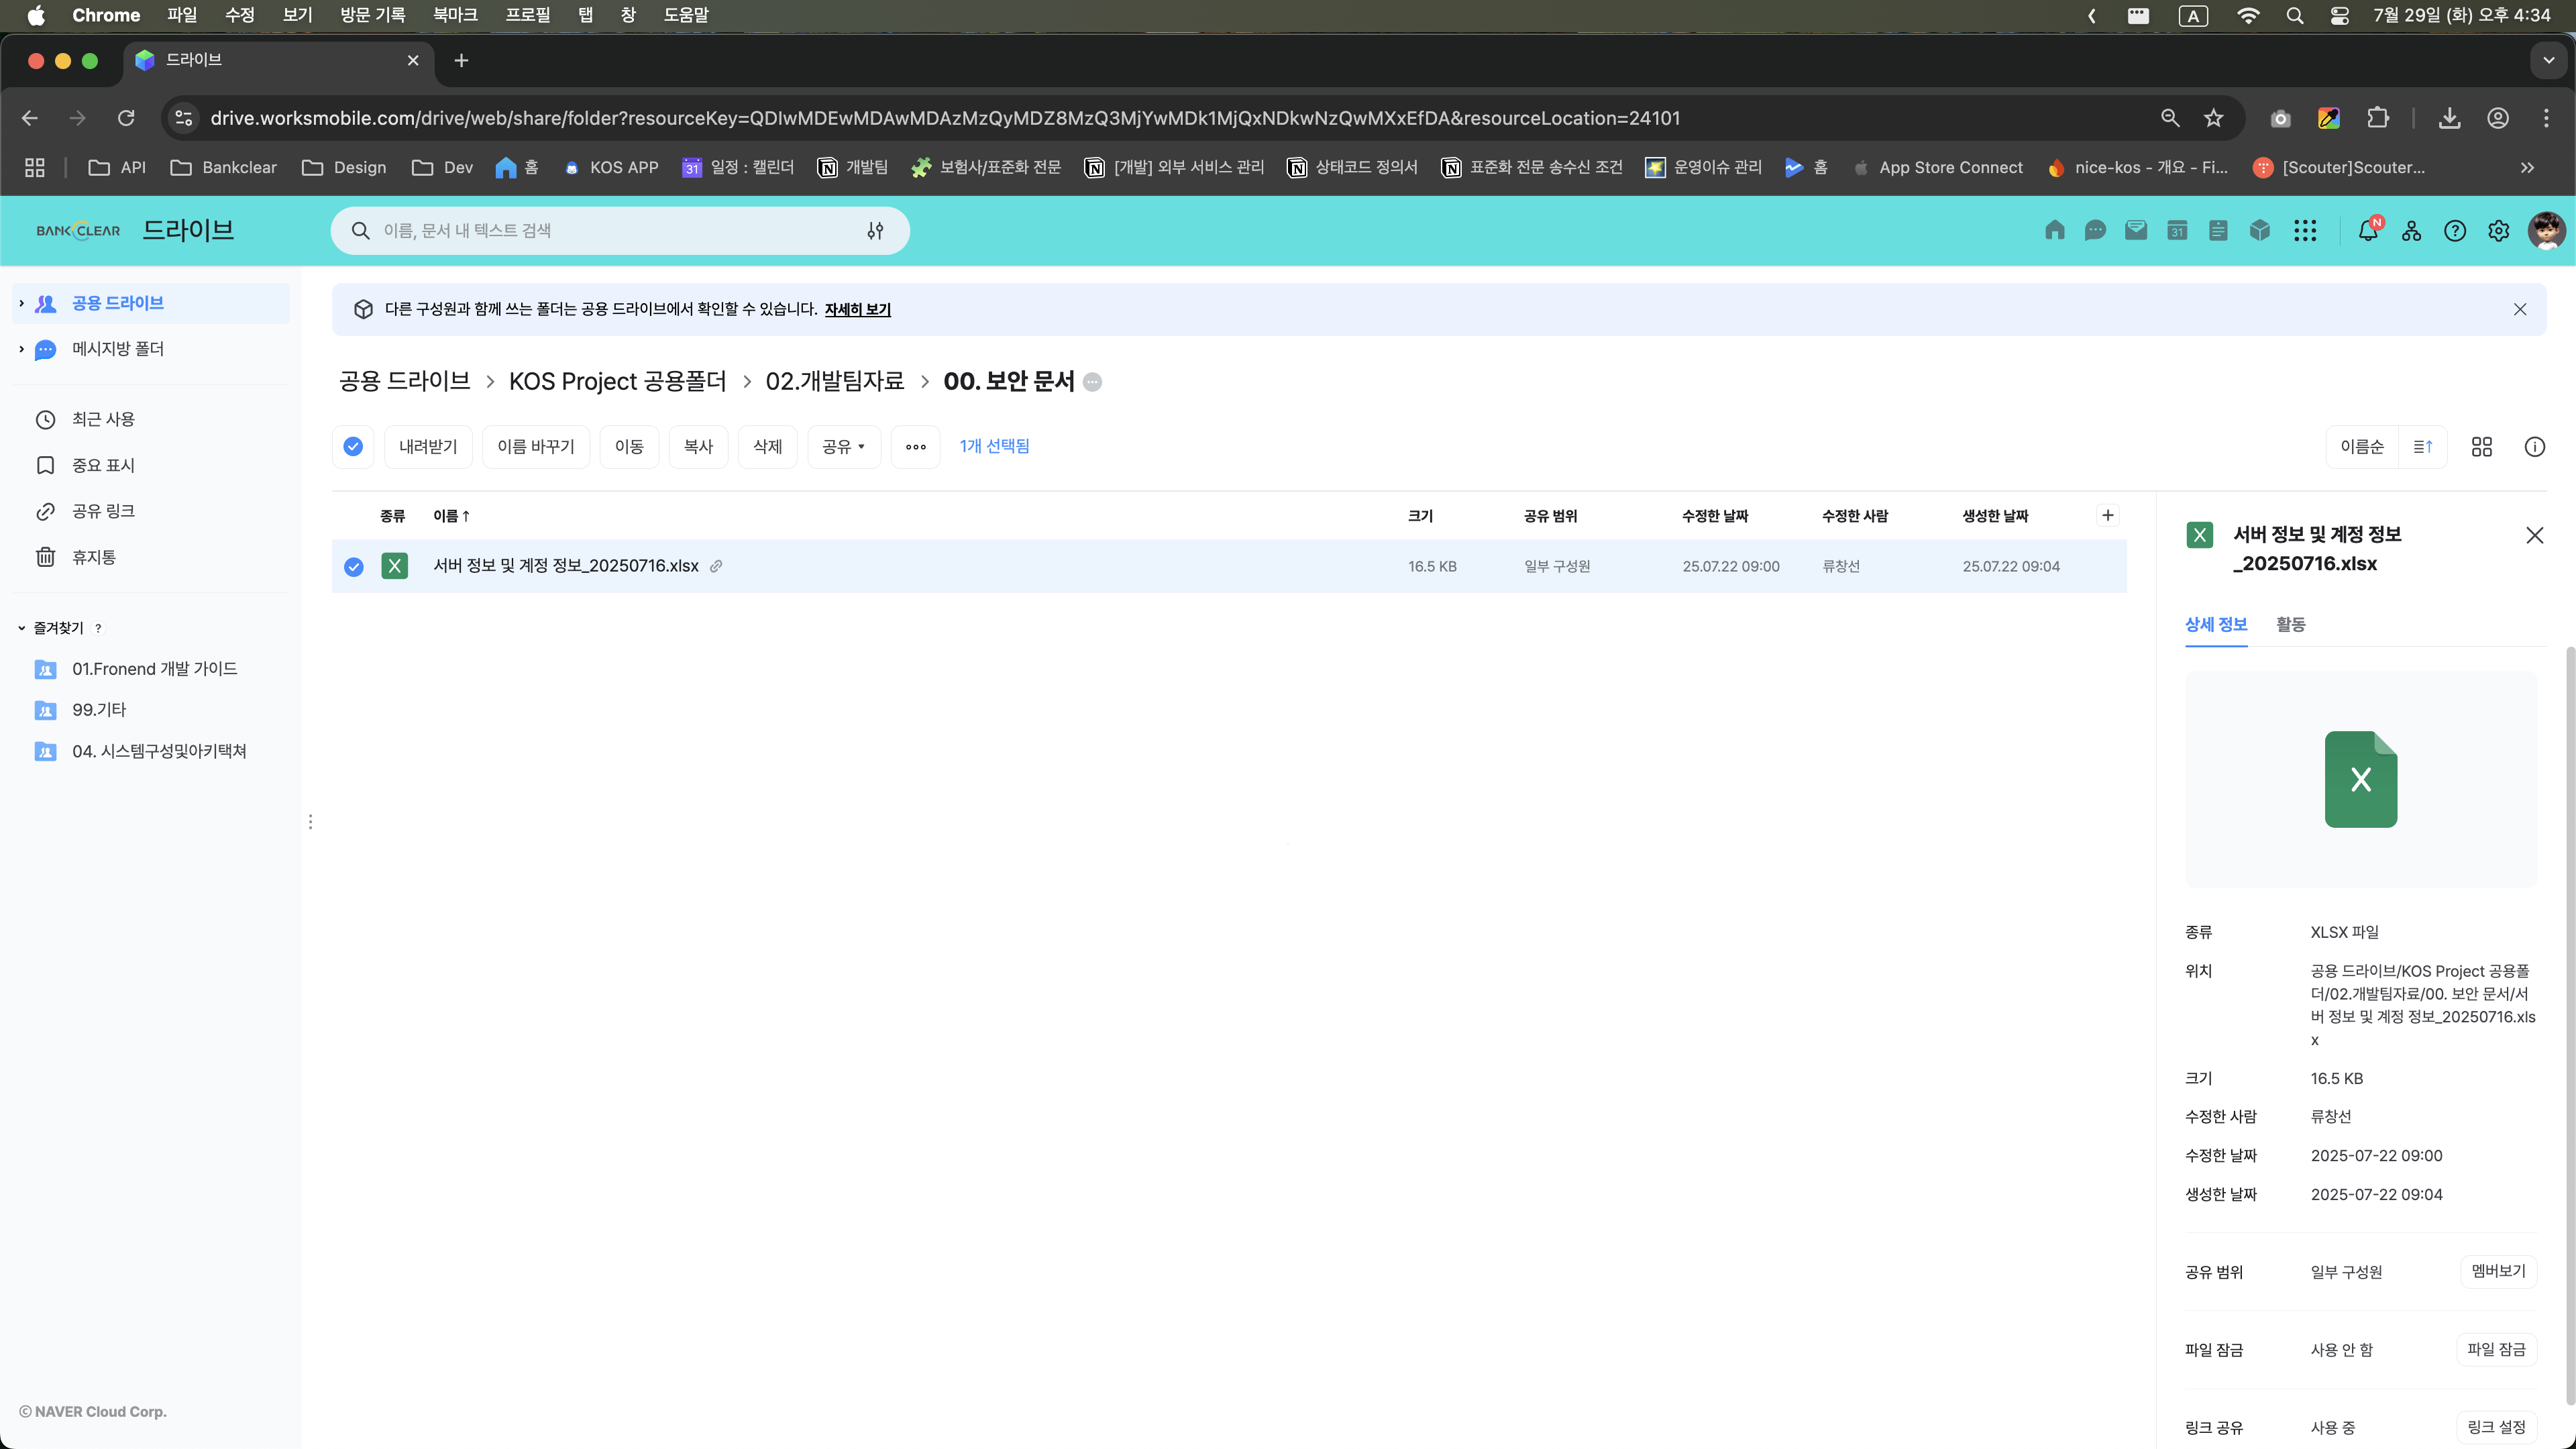 Chrome 파일 수정 보기 방문 기록 북마크 프로필 탭 창 도움말
A 7월 29일 (화) 오후 4:34
드라이브
drive.worksmobile.com/drive/web/share/folder?resourceKey=QDIwMDEwMDAwMDAzMzQyMDZ8MzQ3MjYwMDk1MjQxNDkwNzQwMXxEfDA&resourceLocation=24101
API Bankclear Design Dev 홈 KOS APP 31 일정 : 캘린더 개발팀 보험사/표준화 전문 [개발] 외부 서비스 관리 상태코드 정의서 표준화 전문 송수신 조건 운영이슈 관리 홈 App Store Connect nice-kos - 개요 - Fi... [Scouter]Scouter...
BANKCLEAR 드라이브
이름, 문서 내 텍스트 검색
31
N
공용 드라이브
메시지방 폴더
최근 사용
중요 표시
공유 링크
휴지통
즐겨찾기 ?
01.Fronend 개발 가이드
99.기타
04. 시스템구성및아키택쳐
© NAVER Cloud Corp.
다른 구성원과 함께 쓰는 폴더는 공용 드라이브에서 확인할 수 있습니다. 자세히 보기
공용 드라이브 > KOS Project 공용폴더 > 02.개발팀자료 > 00. 보안 문서
내려받기 이름 바꾸기 이동 복사 삭제 공유 1개 선택됨
이름순
종류 이름 ↑ 크기 공유 범위 수정한 날짜 수정한 사람 생성한 날짜 +
X 서버 정보 및 계정 정보_20250716.xlsx 16.5 KB 일부 구성원 25.07.22 09:00 류창선 25.07.22 09:04
X 서버 정보 및 계정 정보
_20250716.xlsx
상세 정보 활동
X
종류 XLSX 파일
위치 공용 드라이브/KOS Project 공용폴
더/02.개발팀자료/00. 보안 문서/서
버 정보 및 계정 정보_20250716.xls
x
크기 16.5 KB
수정한 사람 류창선
수정한 날짜 2025-07-22 09:00
생성한 날짜 2025-07-22 09:04
공유 범위 일부 구성원 멤버보기
파일 잠금 사용 안 함 파일 잠금
링크 공유 사용 중 링크 설정